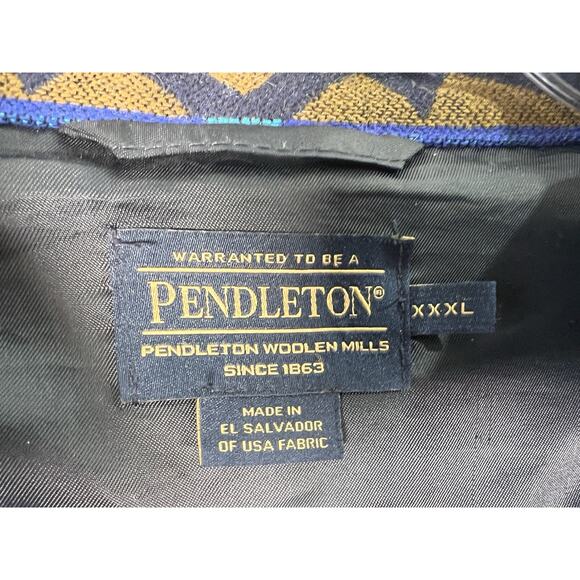 WARRANTED TO BE A
PENDLETON®
PENDLETON WOOLEN MILLS
SINCE 1863
XXXL
MADE IN
EL SALVADOR
OF USA FABRIC